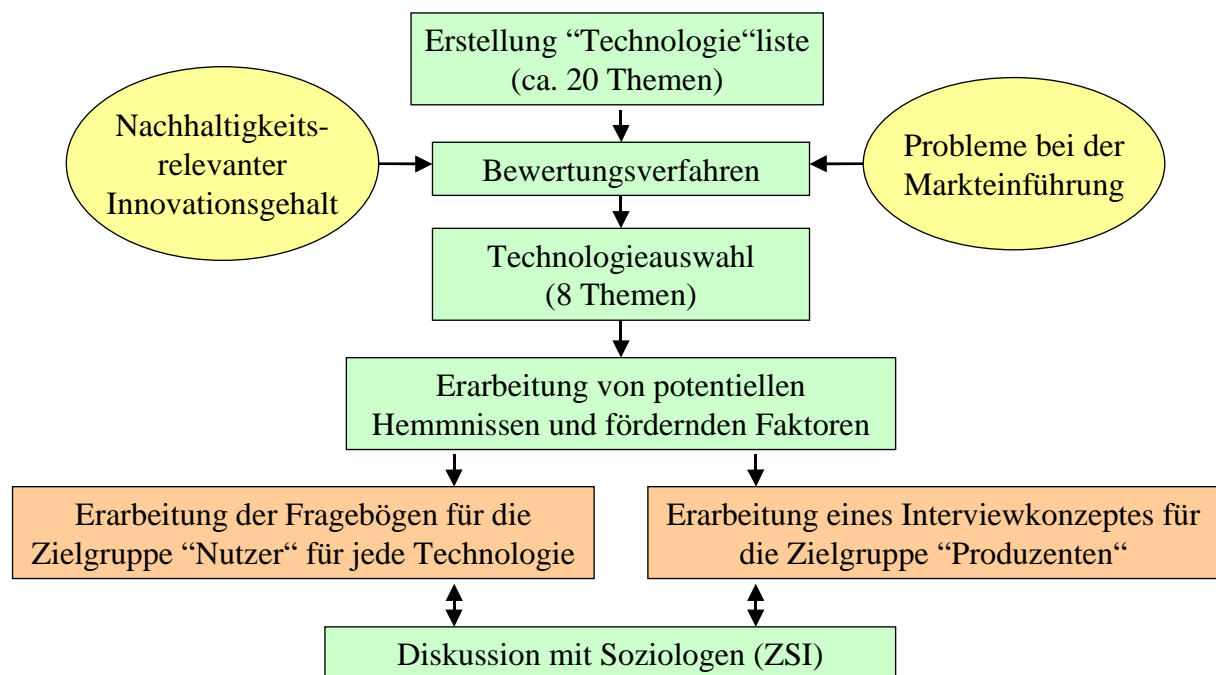 Erstellung “Technologie“liste
(ca. 20 Themen)
Nachhaltigkeits-
relevanter
Innovationsgehalt
Probleme bei der
Markteinführung
Bewertungsverfahren
Technologieauswahl
(8 Themen)
Erarbeitung von potentiellen
Hemmnissen und fördernden Faktoren
Erarbeitung der Fragebögen für die
Zielgruppe “Nutzer“ für jede Technologie
Erarbeitung eines Interviewkonzeptes für
die Zielgruppe “Produzenten“
Diskussion mit Soziologen (ZSI)